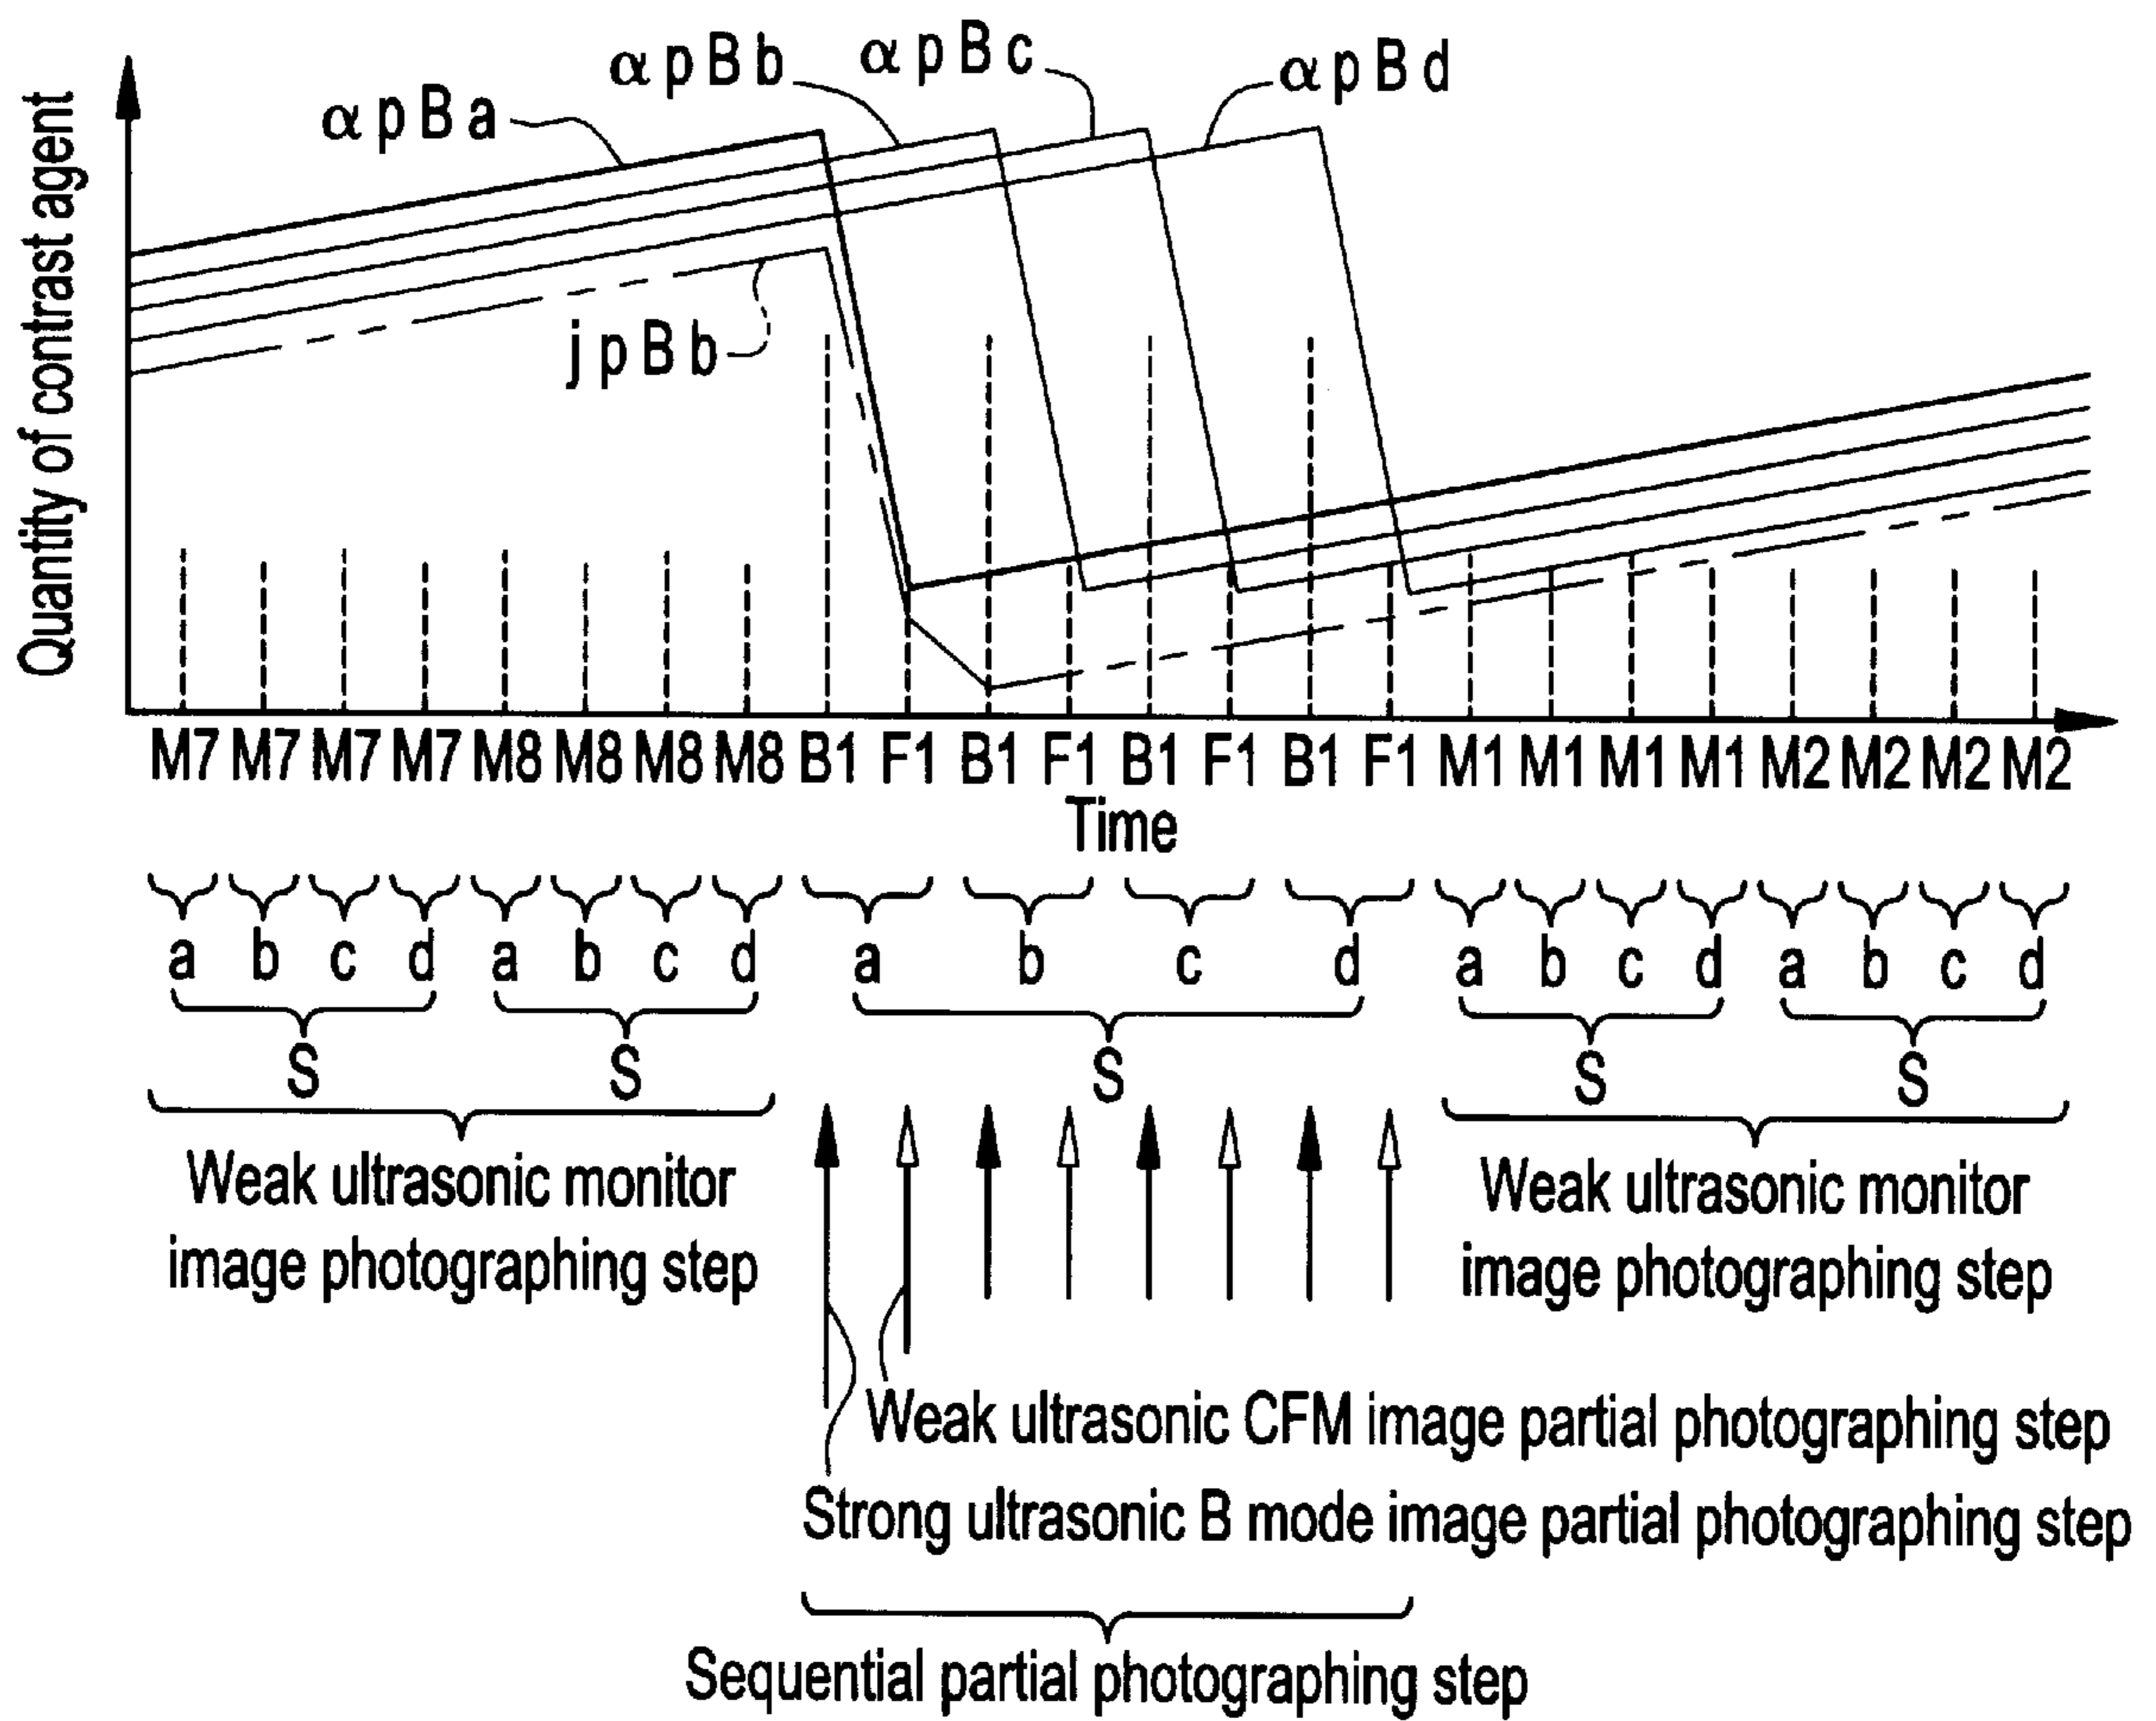 α p B a
α p B b
α p B c
α p B d
j p B b
Quantity of contrast agent
M7 M7 M7 M7 M8 M8 M8 M8 B1 F1 B1 F1 B1 F1 B1 F1 M1 M1 M1 M1 M2 M2 M2 M2
Time
a b c d a b c d a b c d a b c d a b c d
S S S S S
Weak ultrasonic monitor
image photographing step
Weak ultrasonic monitor
image photographing step
Weak ultrasonic CFM image partial photographing step
Strong ultrasonic B mode image partial photographing step
Sequential partial photographing step